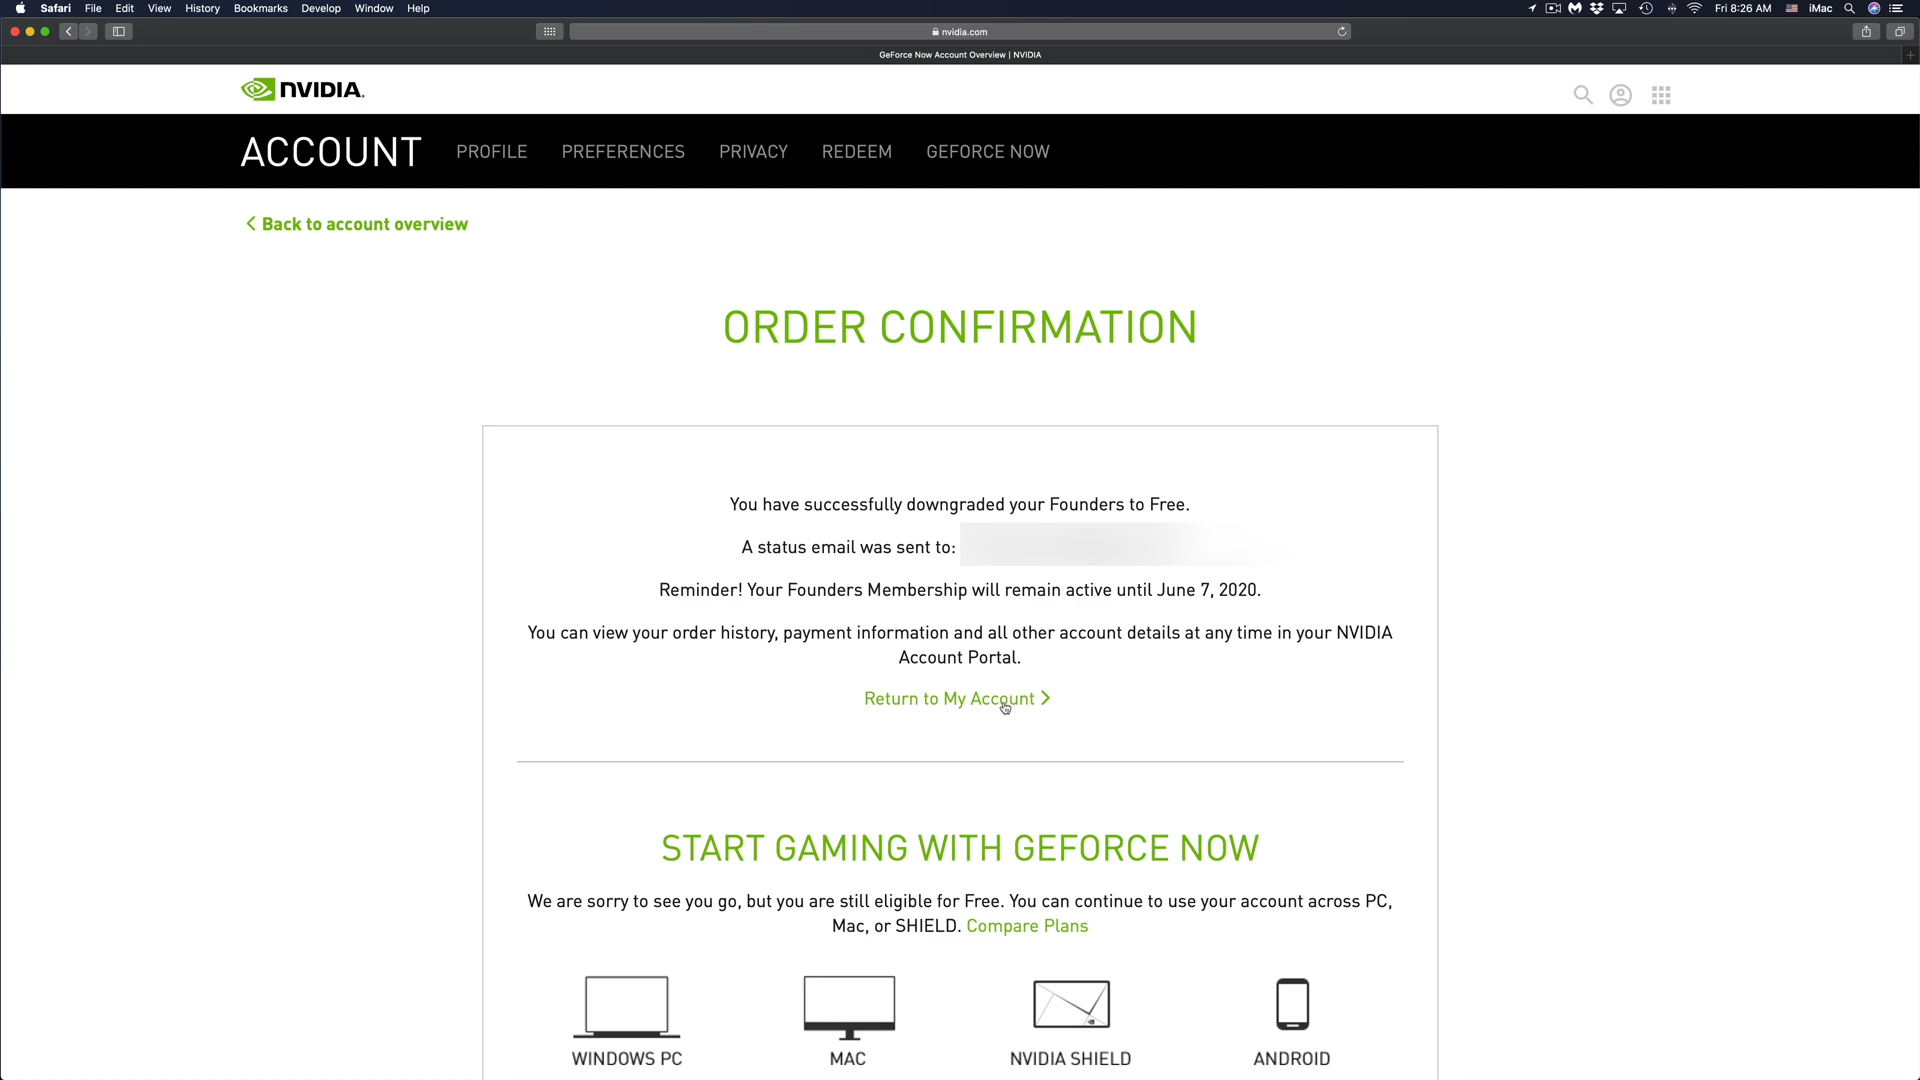 Safari File Edit View History Bookmarks Develop Window Help Fri 8:26 AM iMac
nvidia.com
GeForce Now Account Overview | NVIDIA
NVIDIA.
ACCOUNT PROFILE PREFERENCES PRIVACY REDEEM GEFORCE NOW
Back to account overview
ORDER CONFIRMATION
You have successfully downgraded your Founders to Free.
A status email was sent to:
Reminder! Your Founders Membership will remain active until June 7, 2020.
You can view your order history, payment information and all other account details at any time in your NVIDIA
Account Portal.
Return to My Account
START GAMING WITH GEFORCE NOW
We are sorry to see you go, but you are still eligible for Free. You can continue to use your account across PC,
Mac, or SHIELD. Compare Plans
WINDOWS PC MAC NVIDIA SHIELD ANDROID